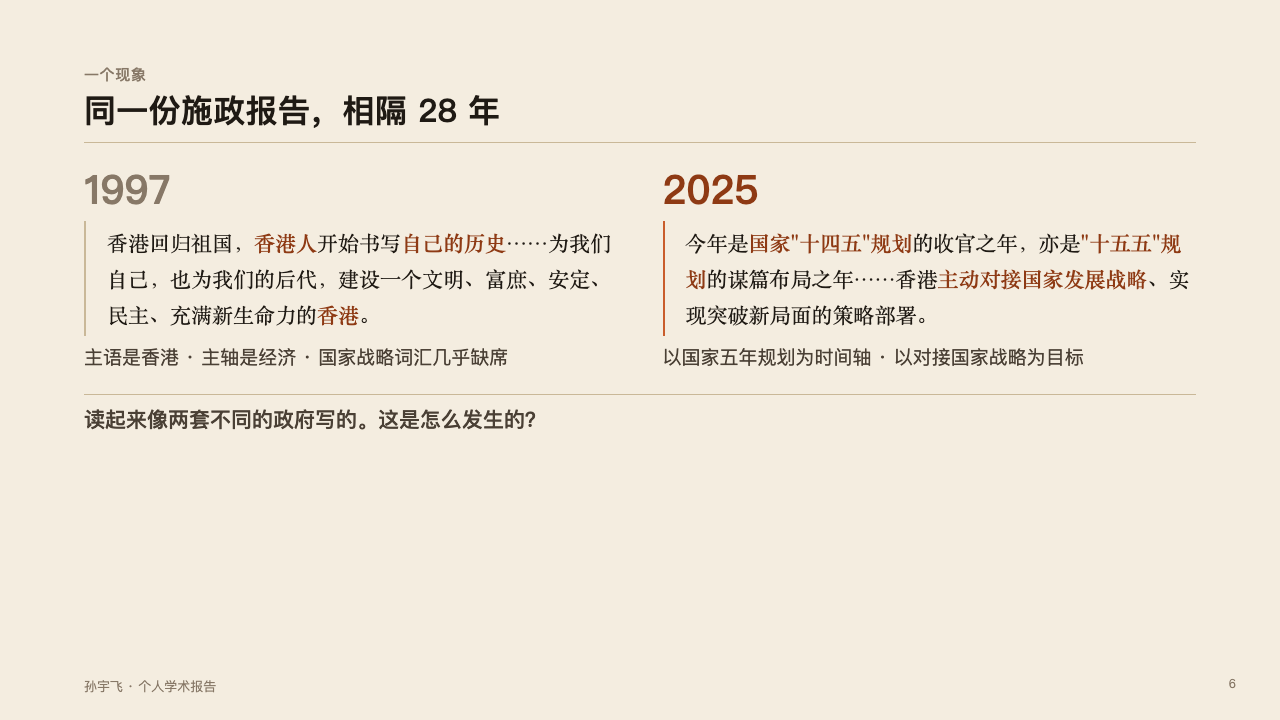 一个现象
同一份施政报告，相隔 28 年
1997
香港回归祖国，香港人开始书写自己的历史……为我们
自己，也为我们的后代，建设一个文明、富庶、安定、
民主、充满新生命力的香港。
主语是香港 · 主轴是经济 · 国家战略词汇几乎缺席
2025
今年是国家"十四五"规划的收官之年，亦是"十五五"规
划的谋篇布局之年……香港主动对接国家发展战略、实
现突破新局面的策略部署。
以国家五年规划为时间轴 · 以对接国家战略为目标
读起来像两套不同的政府写的。这是怎么发生的？
孙宇飞 · 个人学术报告
6